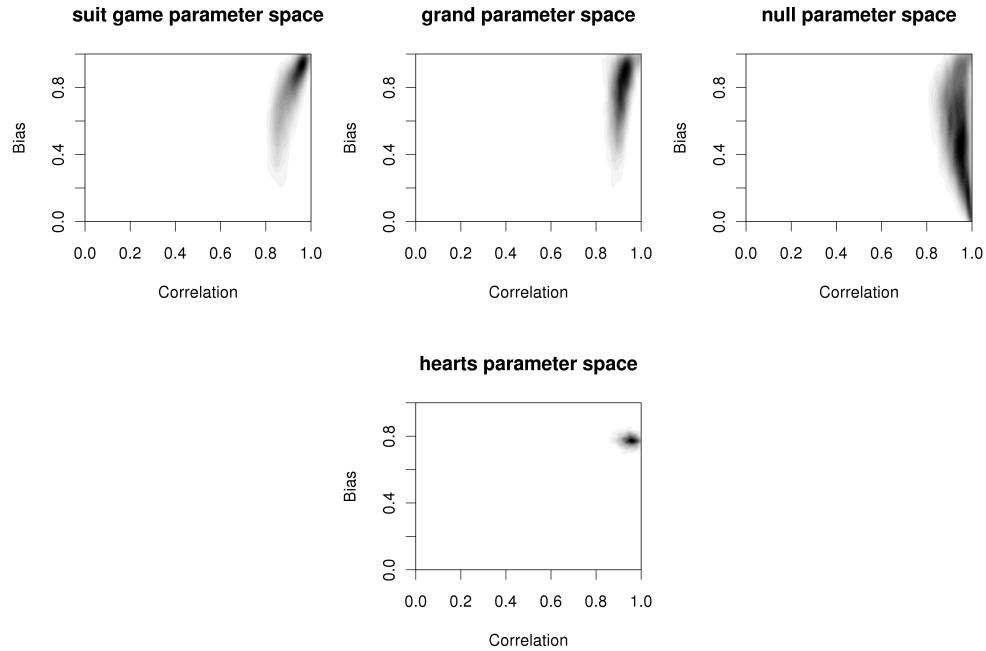 suit game parameter space
grand parameter space
null parameter space
Bias
0.0
0.4
0.8
0.0 0.2 0.4 0.6 0.8 1.0
Correlation
Bias
0.0
0.4
0.8
0.0 0.2 0.4 0.6 0.8 1.0
Correlation
Bias
0.0
0.4
0.8
0.0 0.2 0.4 0.6 0.8 1.0
Correlation
hearts parameter space
Bias
0.0
0.4
0.8
0.0 0.2 0.4 0.6 0.8 1.0
Correlation